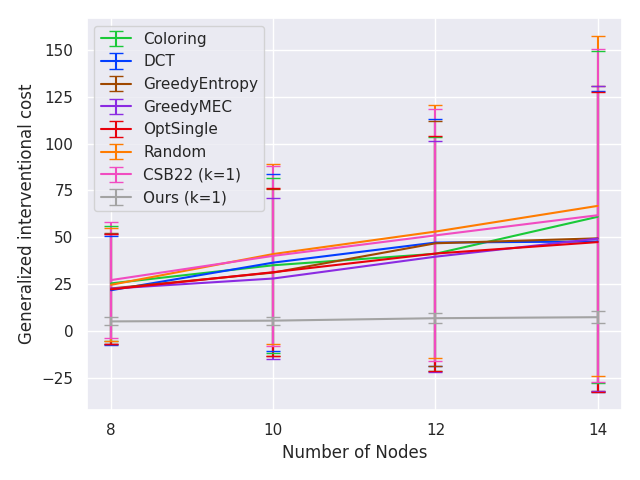 Coloring
DCT
GreedyEntropy
GreedyMEC
OptSingle
Random
CSB22 (k=1)
Ours (k=1)
Generalized interventional cost
150
125
100
75
50
25
0
−25
8
10
12
14
Number of Nodes